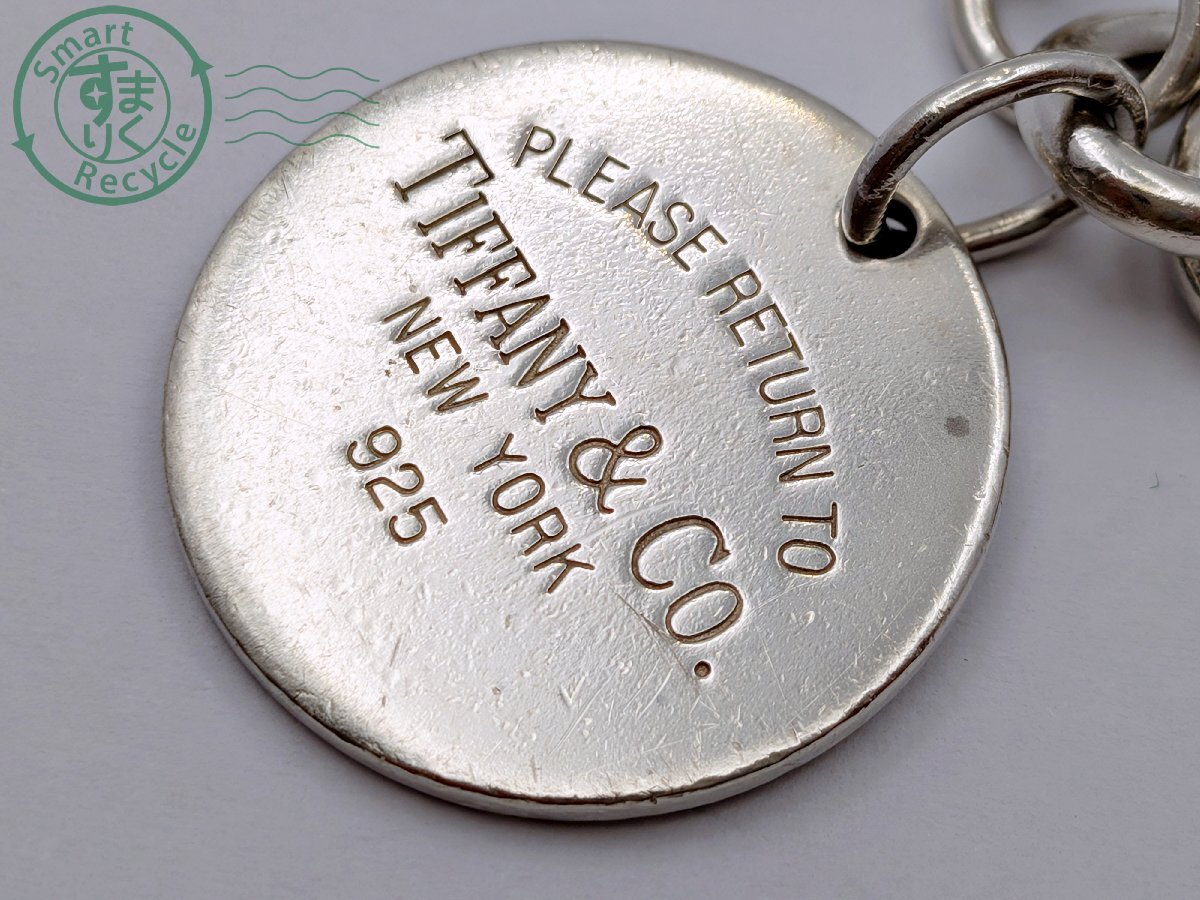 Smart
すまりく
Recycle
PLEASE RETURN TO
TIFFANY & CO.
NEW YORK
925